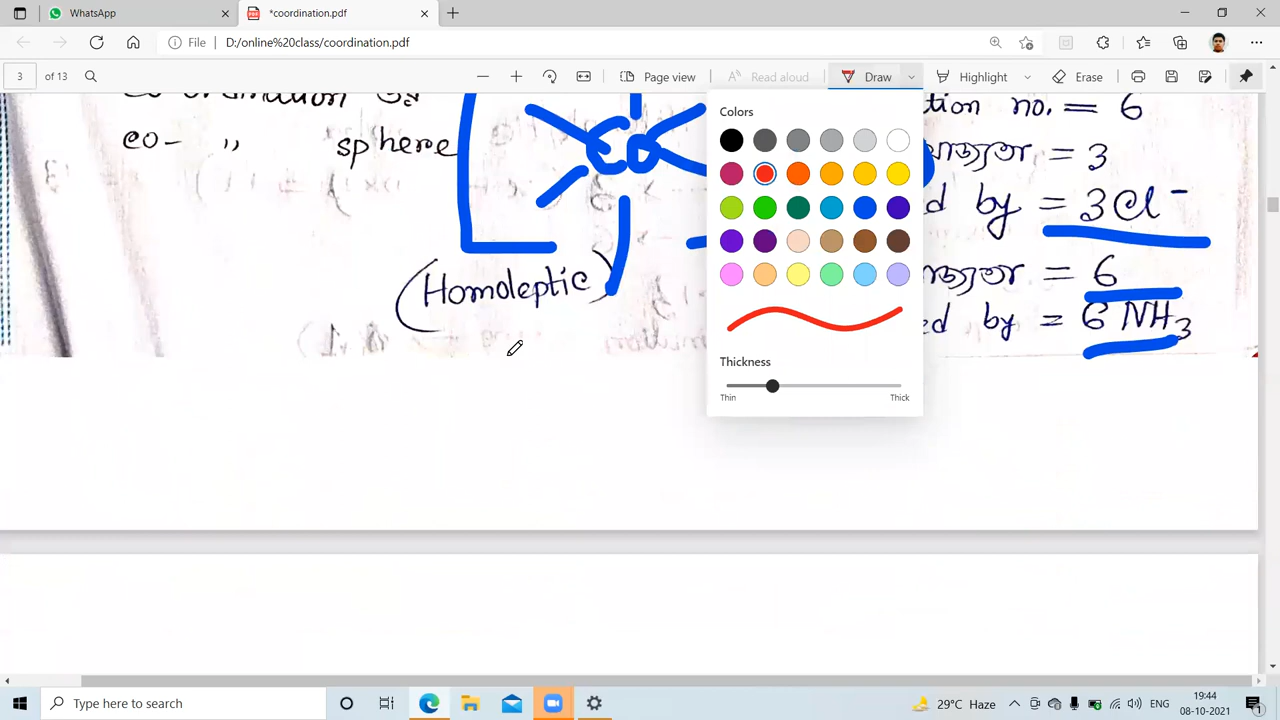 WhatsApp
*coordination.pdf
File
D:/online%20class/coordination.pdf
3
of 13
Page view
Read aloud
Draw
Highlight
Erase
Colors
Thickness
Thin
Thick
co- ,, sphere
(Homoleptic)
tion no. = 6
= 3
d by = 3Cl⁻
= 6
ed by = 6 NH₃
Type here to search
29°C Haze
ENG
19:44
08-10-2021
1